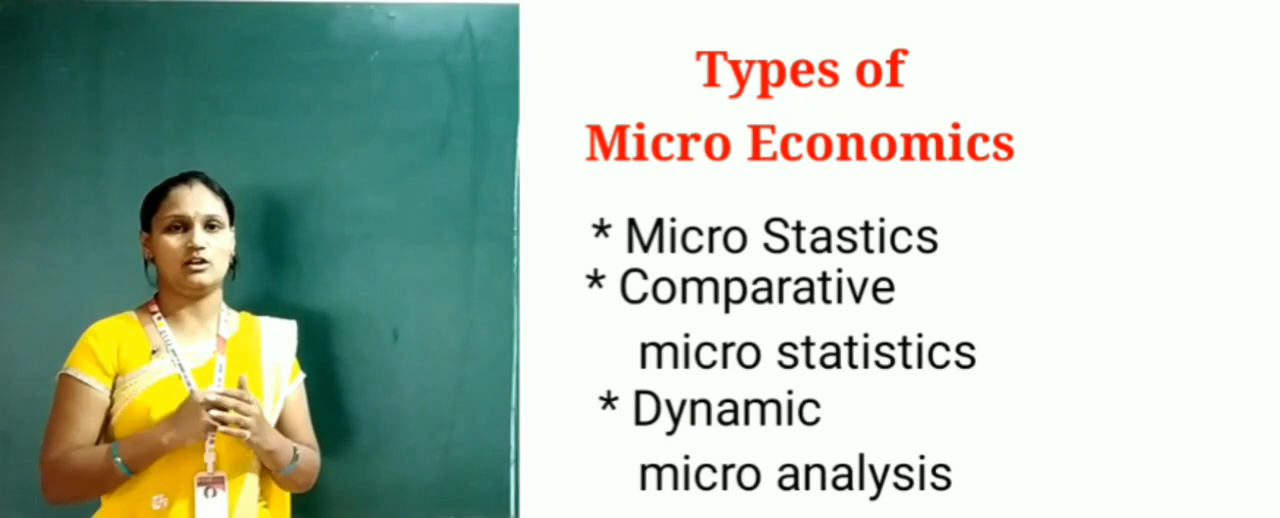 Types of
Micro Economics
* Micro Stastics
* Comparative
micro statistics
* Dynamic
micro analysis